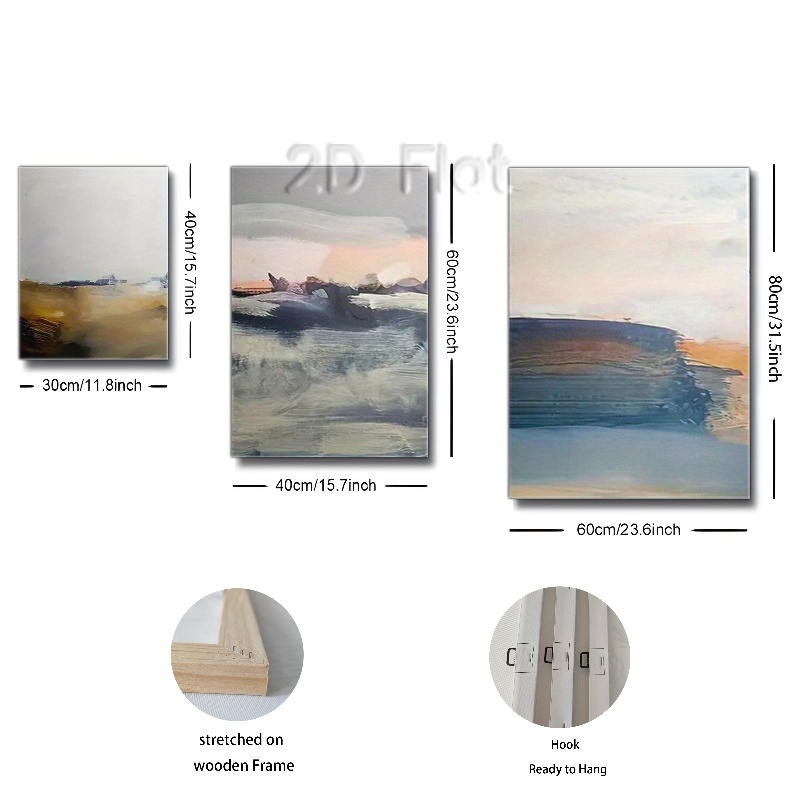 2D Flat
40cm/15.7inch
30cm/11.8inch
60cm/23.6inch
40cm/15.7inch
80cm/31.5inch
60cm/23.6inch
stretched on
wooden Frame
Hook
Ready to Hang